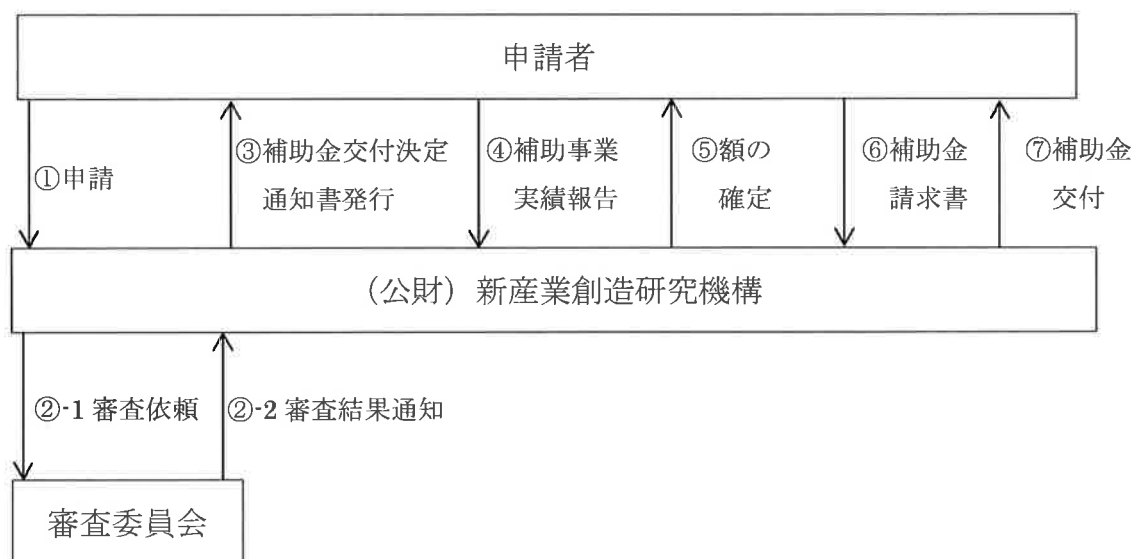 申請者
①申請
③補助金交付決定
通知書発行
④補助事業
実績報告
⑤額の
確定
⑥補助金
請求書
⑦補助金
交付
（公財）新産業創造研究機構
②-1 審査依頼
②-2 審査結果通知
審査委員会